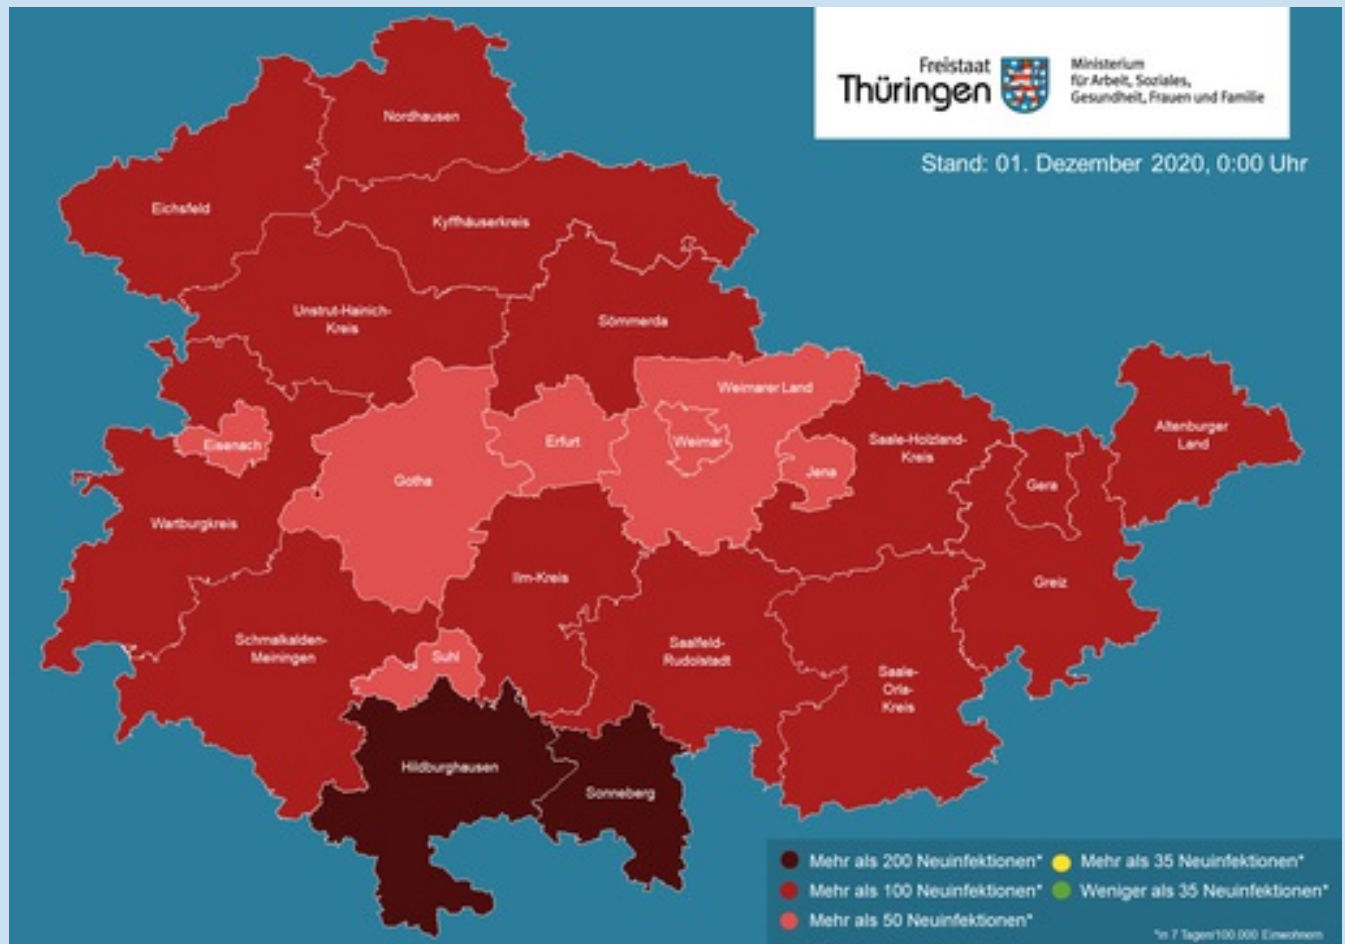 Freistaat
Thüringen
Ministerium
für Arbeit, Soziales,
Gesundheit, Frauen und Familie
Stand: 01. Dezember 2020, 0:00 Uhr
Nordhausen
Eichsfeld
Kyffhäuserkreis
Unstrut-Hainich-
Kreis
Sömmerda
Weimarer Land
Eisenach
Erfurt
Weimar
Saale-Holzland-
Kreis
Altenburger
Land
Gotha
Jena
Gera
Wartburgkreis
Ilm-Kreis
Greiz
Schmalkalden-
Meiningen
Suhl
Saalfeld-
Rudolstadt
Saale-
Orla-
Kreis
Hildburghausen
Sonneberg
Mehr als 200 Neuinfektionen*
Mehr als 100 Neuinfektionen*
Mehr als 50 Neuinfektionen*
Mehr als 35 Neuinfektionen*
Weniger als 35 Neuinfektionen*
*in 7 Tagen/100.000 Einwohnern